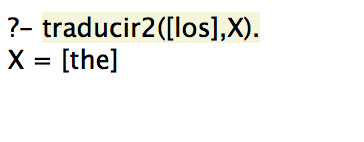 ?- traducir2([los],X).
X = [the]